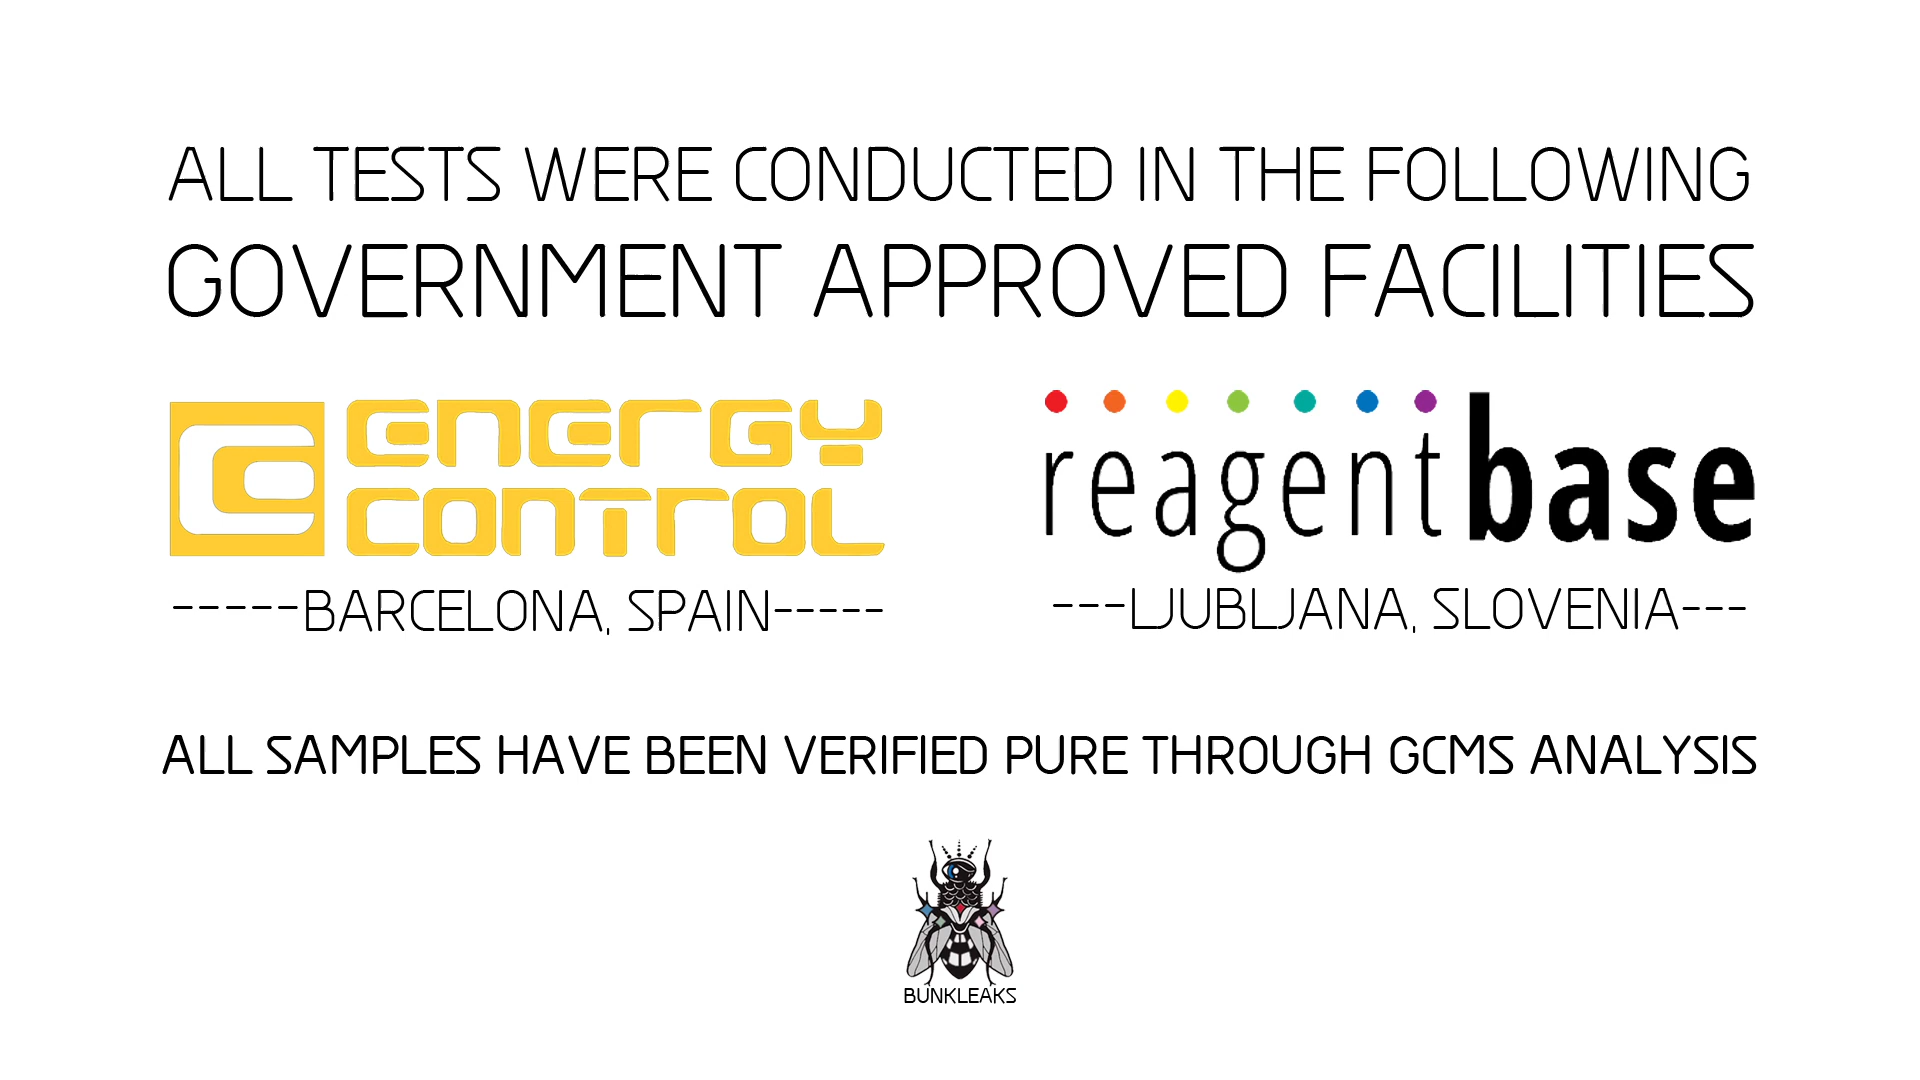 ALL TESTS WERE CONDUCTED IN THE FOLLOWING
GOVERNMENT APPROVED FACILITIES
energy
control
-----BARCELONA, SPAIN-----
reagentbase
---LJUBLJANA, SLOVENIA---
ALL SAMPLES HAVE BEEN VERIFIED PURE THROUGH GCMS ANALYSIS
BUNKLEAKS